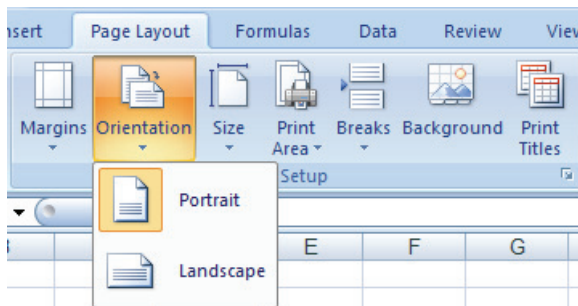 nsert Page Layout Formulas Data Review View
Margins Orientation Size Print Area Breaks Background Print Titles
Setup
Portrait
E F G
Landscape